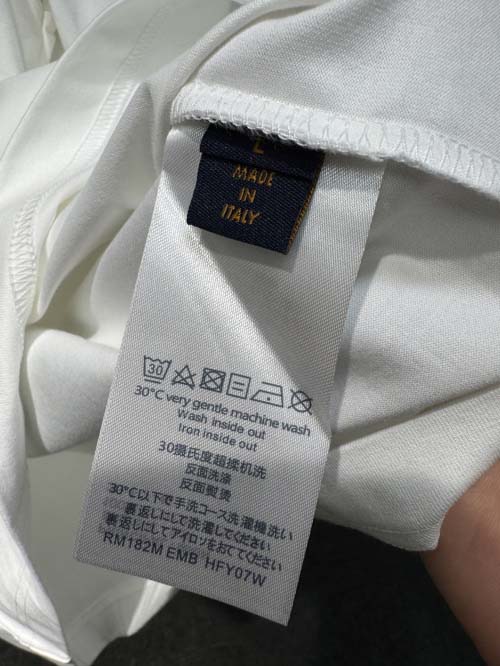 L
MADE
IN
ITALY
30
30°C very gentle machine wash
Wash inside out
Iron inside out
30摄氏度超揉机洗
反面洗涤
反面熨烫
30°C以下で手洗コース洗濯機洗い
裏返しにして洗濯してください
裏返しにしてアイロンをおてください
RM182M EMB HFY07W